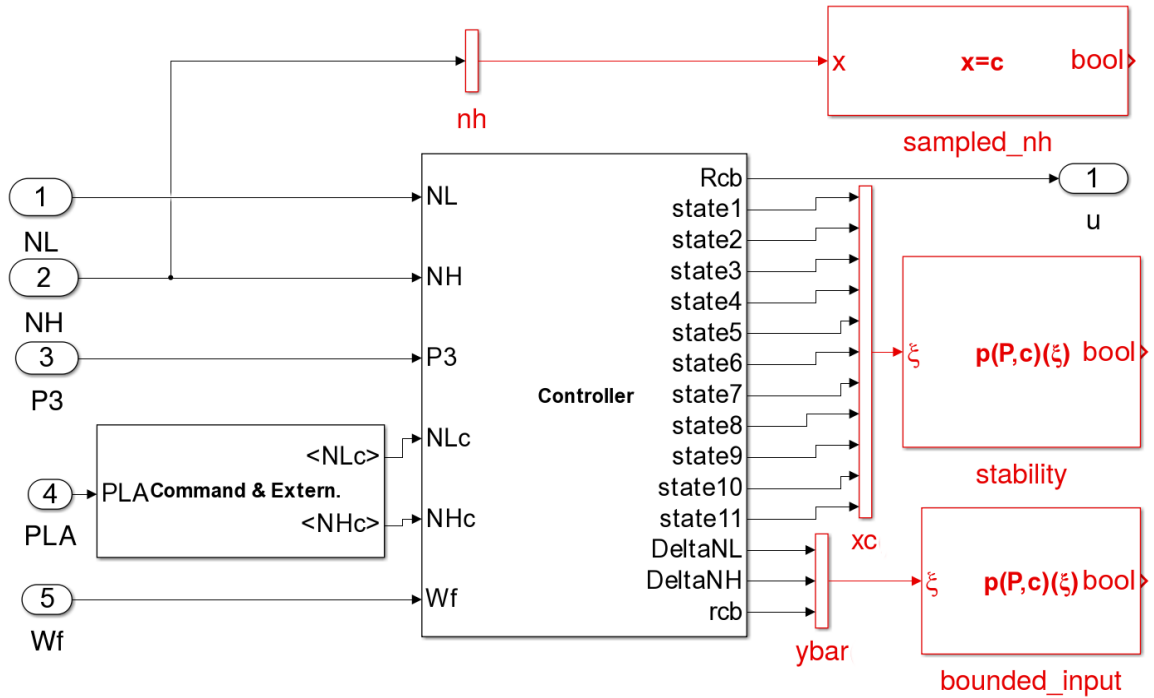 x
x=c
bool
nh
sampled_nh
1
NL
2
NH
3
P3
4
PLA
5
Wf
PLA
Command & Extern.
<NLc>
<NHc>
NL
NH
P3
NLc
NHc
Wf
Controller
Rcb
state1
state2
state3
state4
state5
state6
state7
state8
state9
state10
state11
DeltaNL
DeltaNH
rcb
1
u
xc
ξ
p(P,c)(ξ)
bool
stability
ybar
ξ
p(P,c)(ξ)
bool
bounded_input